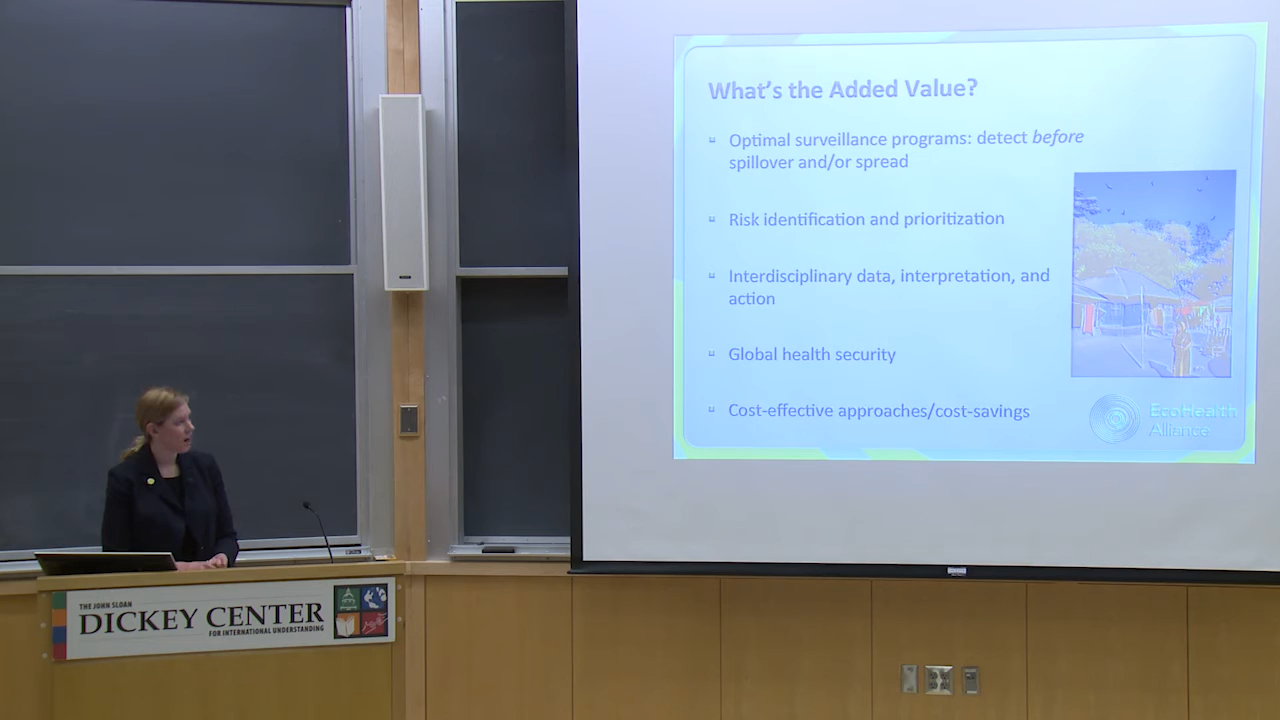 What's the Added Value?
Optimal surveillance programs: detect before
spillover and/or spread
Risk identification and prioritization
Interdisciplinary data, interpretation, and
action
Global health security
Cost-effective approaches/cost-savings
EcoHealth
Alliance
THE JOHN SLOAN
DICKEY CENTER
FOR INTERNATIONAL UNDERSTANDING